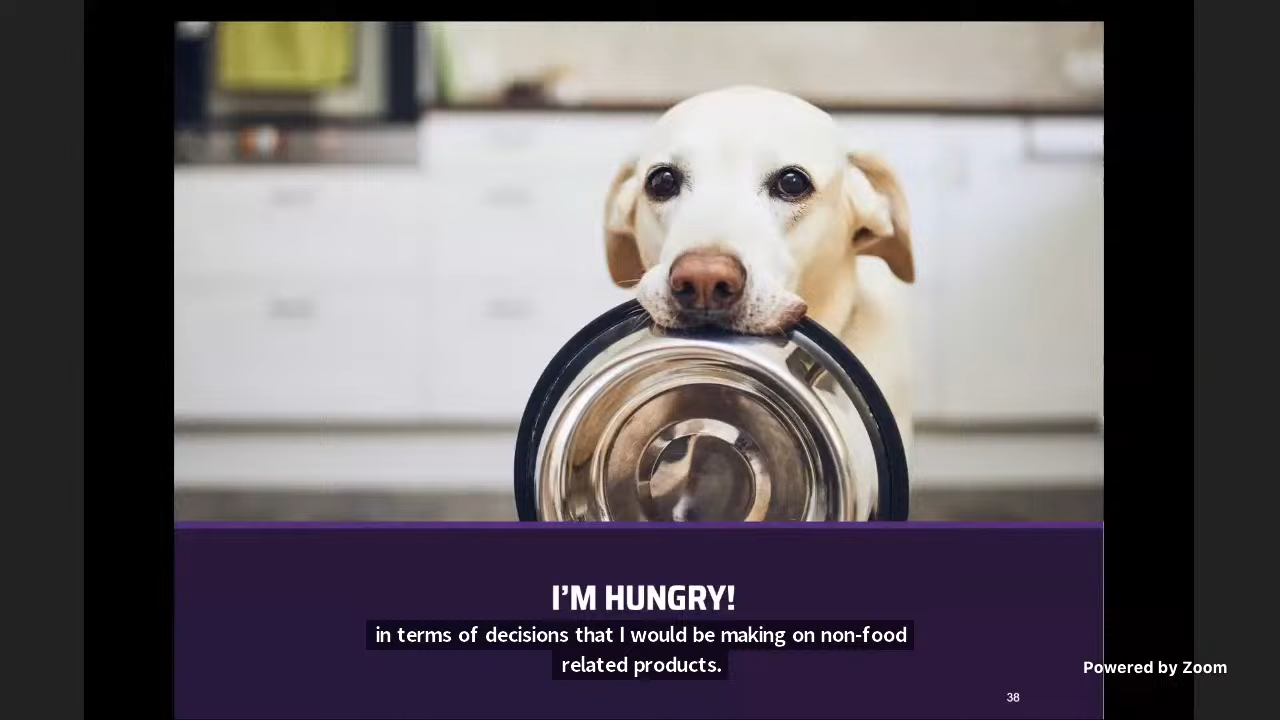 I'M HUNGRY!
in terms of decisions that I would be making on non-food
related products.
Powered by Zoom
38